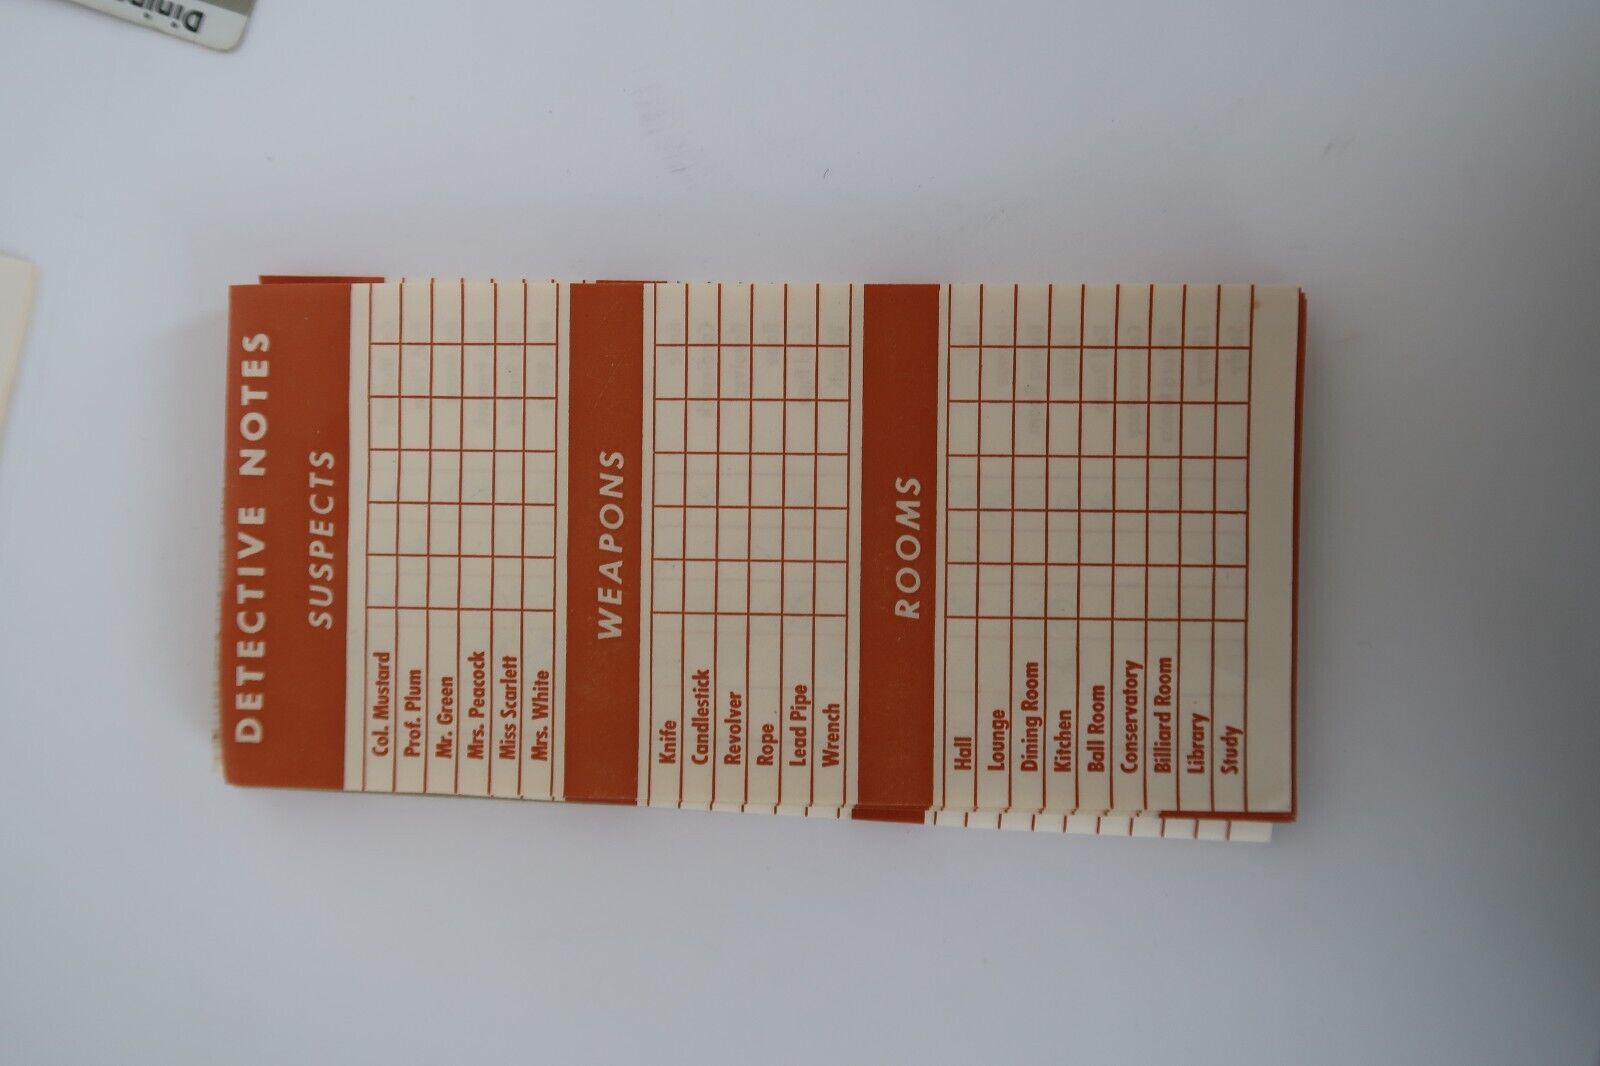 DETECTIVE NOTES
SUSPECTS
Col. Mustard
Prof. Plum
Mr. Green
Mrs. Peacock
Miss Scarlett
Mrs. White
WEAPONS
Knife
Candlestick
Revolver
Rope
Lead Pipe
Wrench
ROOMS
Hall
Lounge
Dining Room
Kitchen
Ball Room
Conservatory
Billiard Room
Library
Study